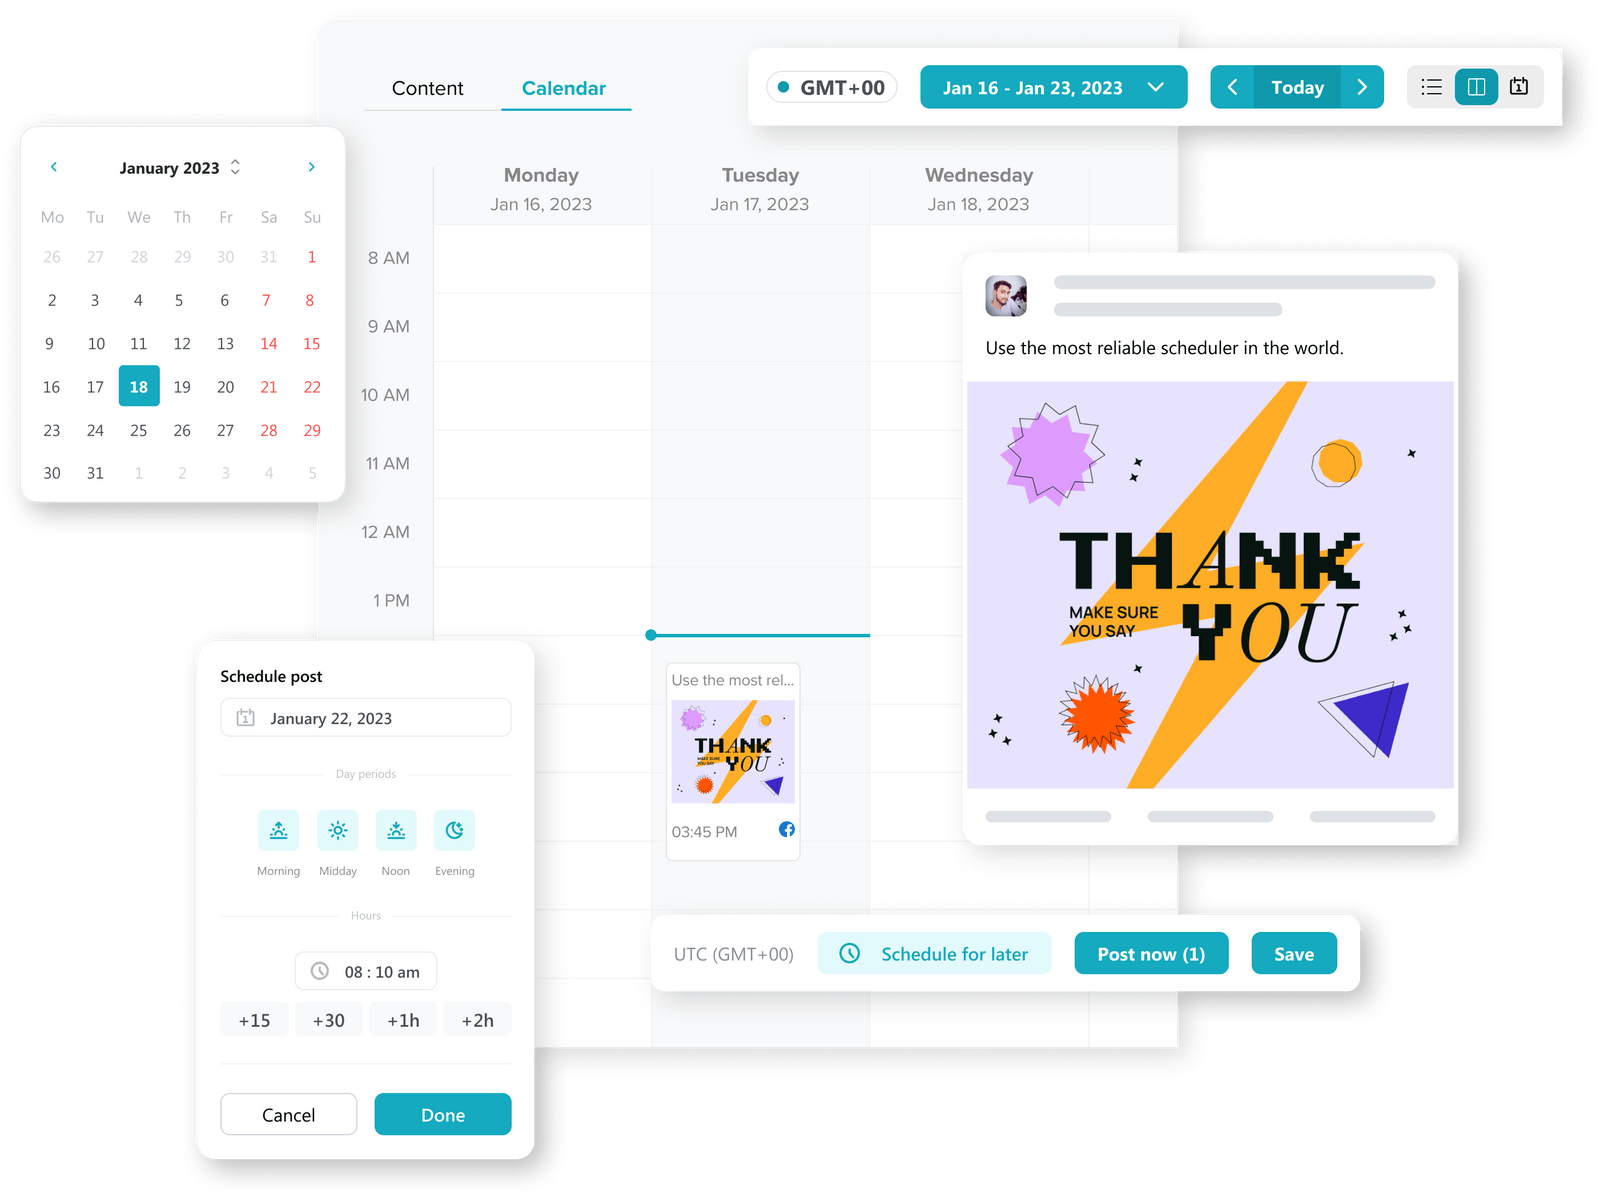 Content Calendar
GMT+00 Jan 16 - Jan 23, 2023 Today 1
January 2023
Mo Tu We Th Fr Sa Su
26 27 28 29 30 31 1
2 3 4 5 6 7 8
9 10 11 12 13 14 15
16 17 18 19 20 21 22
23 24 25 26 27 28 29
30 31 1 2 3 4 5
Monday Tuesday Wednesday
Jan 16, 2023 Jan 17, 2023 Jan 18, 2023
8 AM
9 AM
10 AM
11 AM
12 AM
1 PM
Use the most reliable scheduler in the world.
THANK
MAKE SURE
YOU SAY
YOU
Use the most rel...
THANK
MAKE SURE
YOU SAY
YOU
03:45 PM
Schedule post
1 January 22, 2023
Day periods
Morning Midday Noon Evening
Hours
08 : 10 am
+15 +30 +1h +2h
Cancel Done
UTC (GMT+00) Schedule for later Post now (1) Save